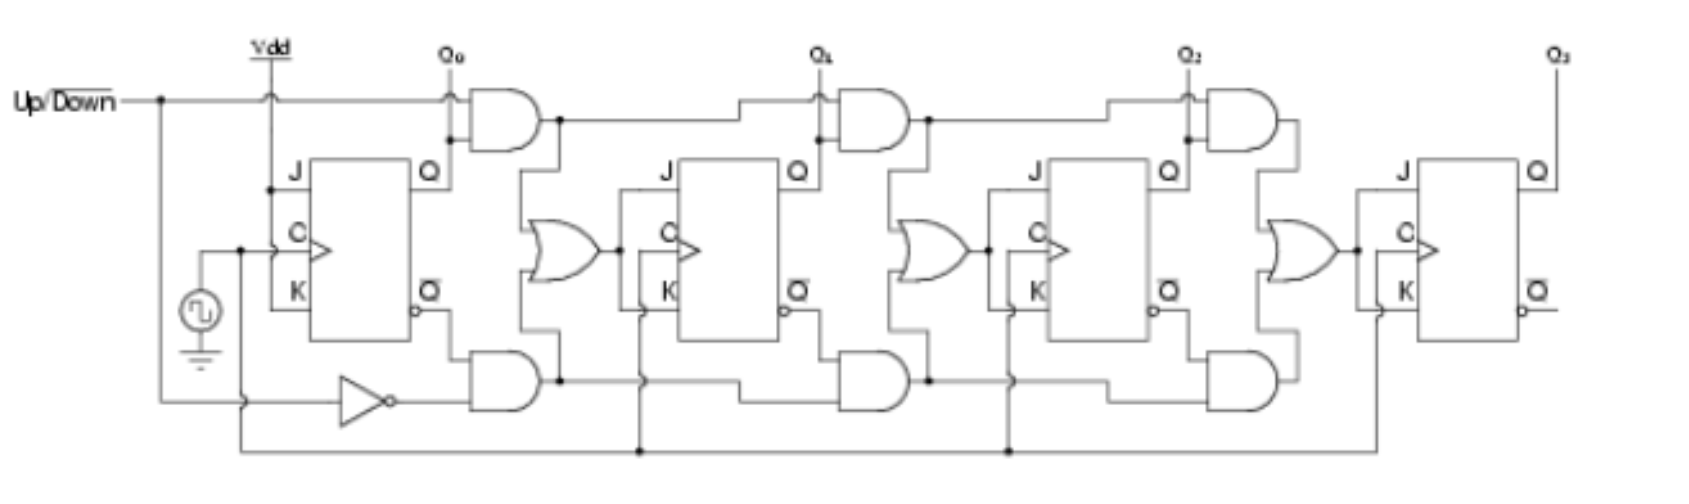 Vdd
Q₀ Q₁ Q₂ Q₃
Up/Down
J Q J Q J Q J Q
C C C C
K Q K Q K Q K Q